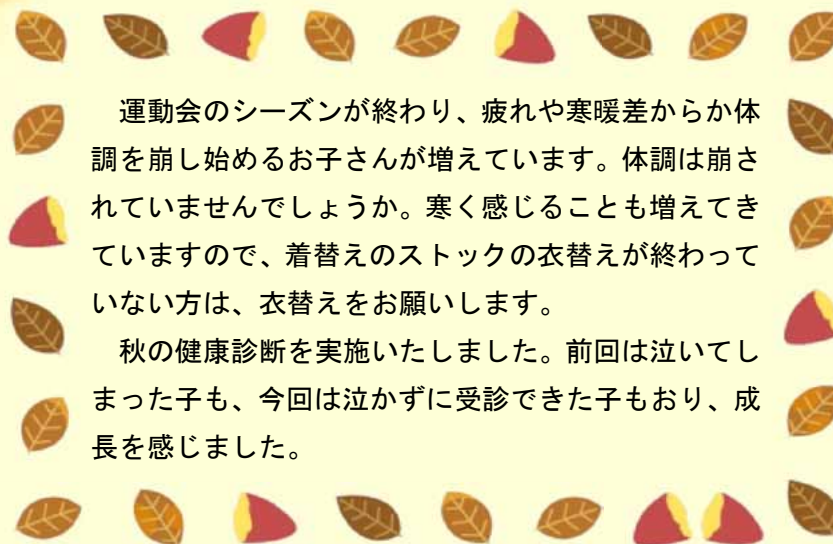 運動会のシーズンが終わり、疲れや寒暖差からか体
調を崩し始めるお子さんが増えています。体調は崩さ
れていませんでしょうか。寒く感じることも増えてき
ていますので、着替えのストックの衣替えが終わって
いない方は、衣替えをお願いします。
　秋の健康診断を実施いたしました。前回は泣いてし
まった子も、今回は泣かずに受診できた子もおり、成
長を感じました。